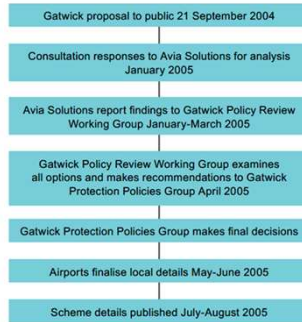 Gatwick proposal to public 21 September 2004
Consultation responses to Avia Solutions for analysis
January 2005
Avia Solutions report findings to Gatwick Policy Review
Working Group January-March 2005
Gatwick Policy Review Working Group examines
all options and makes recommendations to Gatwick
Protection Policies Group April 2005
Gatwick Protection Policies Group makes final decisions
Airports finalise local details May-June 2005
Scheme details published July-August 2005